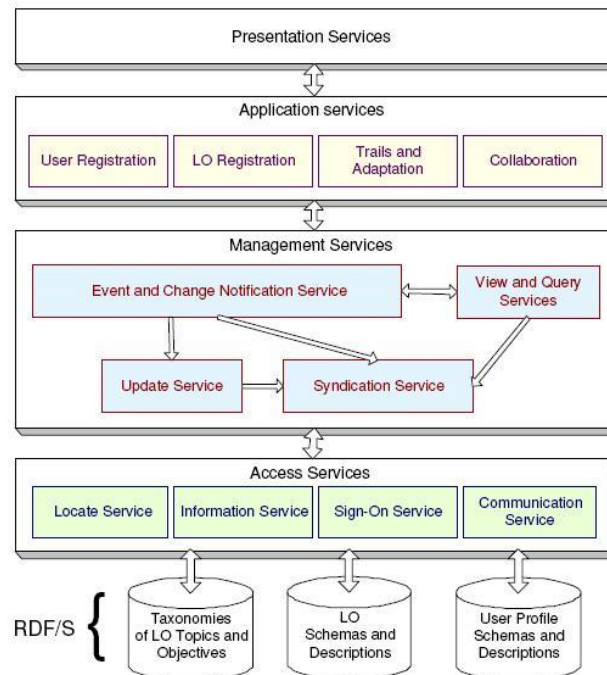 Presentation Services
Application services
User Registration
LO Registration
Trails and
Adaptation
Collaboration
Management Services
Event and Change Notification Service
View and Query
Services
Update Service
Syndication Service
Access Services
Locate Service
Information Service
Sign-On Service
Communication
Service
RDF/S
Taxonomies
of LO Topics and
Objectives
LO
Schemas and
Descriptions
User Profile
Schemas and
Descriptions